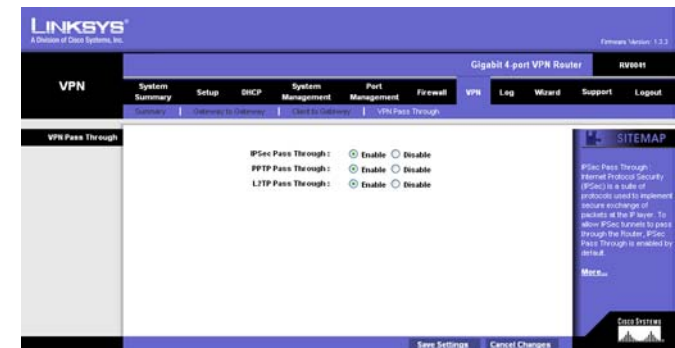 LINKSYS®
A Division of Cisco Systems, Inc.
Firmware Version: 1.3.3
Gigabit 4-port VPN Router
RV0041
VPN
System Summary
Setup
DHCP
System Management
Port Management
Firewall
VPN
Log
Wizard
Support
Logout
Summary | Gateway to Gateway | Client to Gateway | VPN Pass Through
VPN Pass Through
IPSec Pass Through : Enable Disable
PPTP Pass Through : Enable Disable
L2TP Pass Through : Enable Disable
SITEMAP
IPSec Pass Through :
Internet Protocol Security
(IPSec) is a suite of
protocols used to implement
secure exchange of
packets at the IP layer. To
allow IPSec tunnels to pass
through the Router, IPSec
Pass Through is enabled by
default.
More...
CISCO SYSTEMS
Save Settings
Cancel Changes